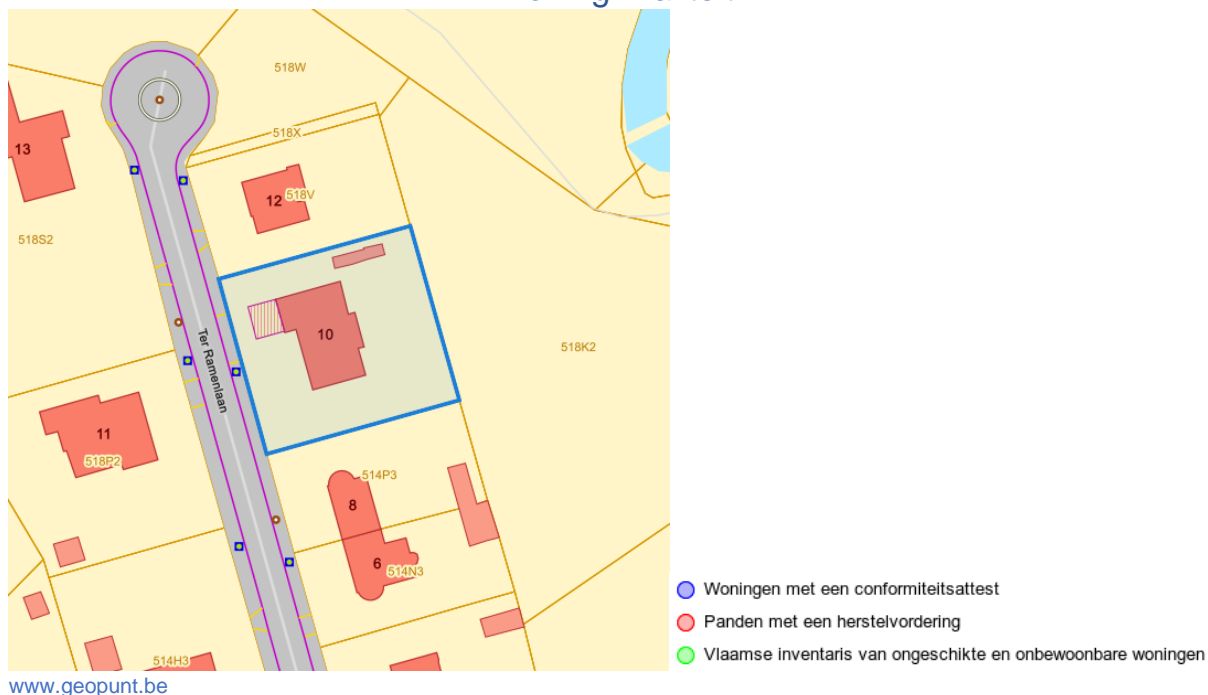 518W
518X
13
12
518V
518S2
10
Ter Ramenlaan
518K2
11
518P2
514P3
8
6
514N3
514H3
Woningen met een conformiteitsattest
Panden met een herstelvordering
Vlaamse inventaris van ongeschikte en onbewoonbare woningen
www.geopunt.be